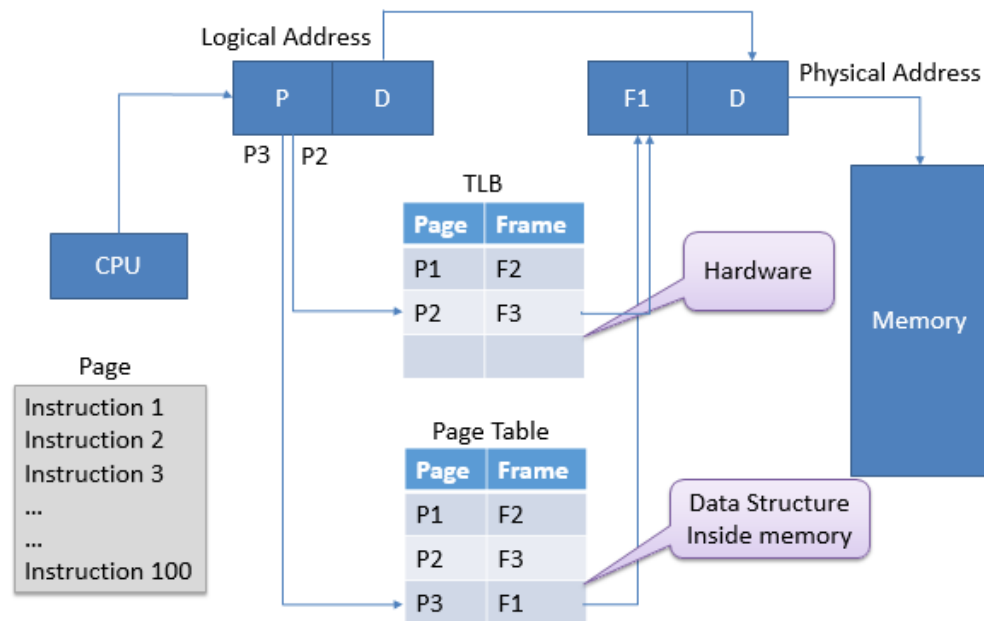 Logical Address
P D
F1 D
Physical Address
P3 P2
TLB
Page Frame
P1 F2
P2 F3
Hardware
CPU
Memory
Page
Instruction 1
Instruction 2
Instruction 3
...
...
Instruction 100
Page Table
Page Frame
P1 F2
P2 F3
P3 F1
Data Structure
Inside memory